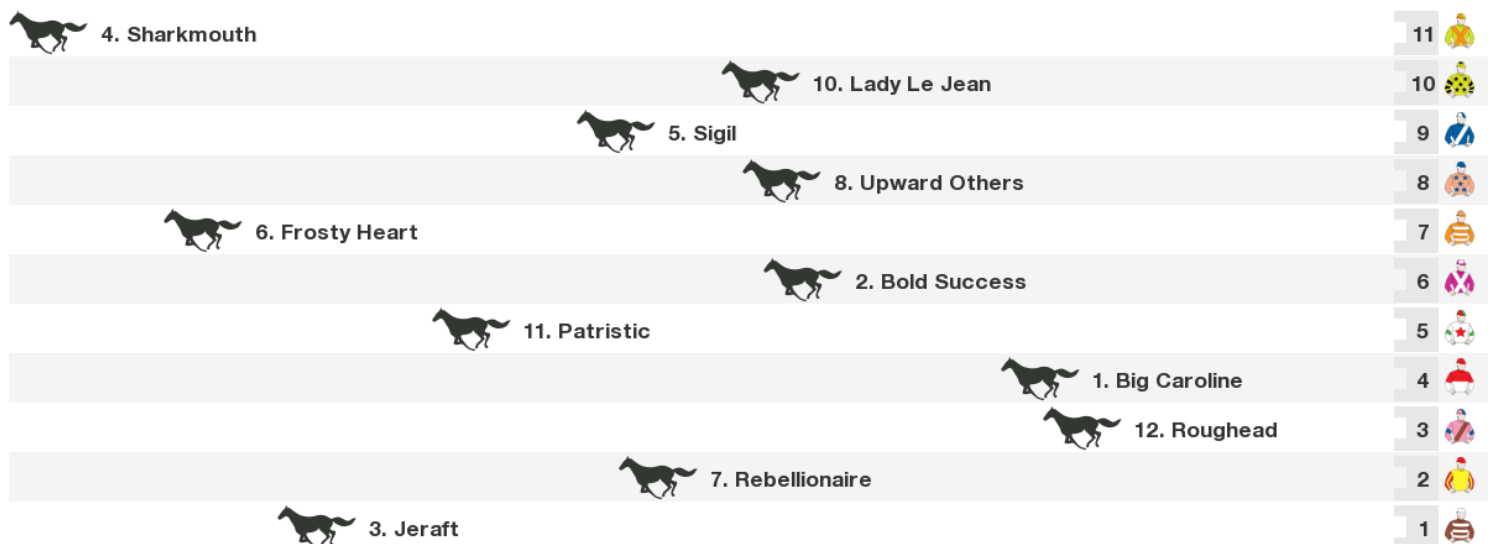 4. Sharkmouth 11
10. Lady Le Jean 10
5. Sigil 9
8. Upward Others 8
6. Frosty Heart 7
2. Bold Success 6
11. Patristic 5
1. Big Caroline 4
12. Roughead 3
7. Rebellionaire 2
3. Jeraft 1